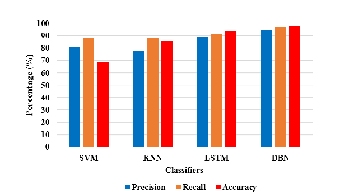 100
90
80
70
60
50
40
30
20
10
0
Percentage (%)
SVM KNN LSTM DBN
Classifiers
Precision Recall Accuracy